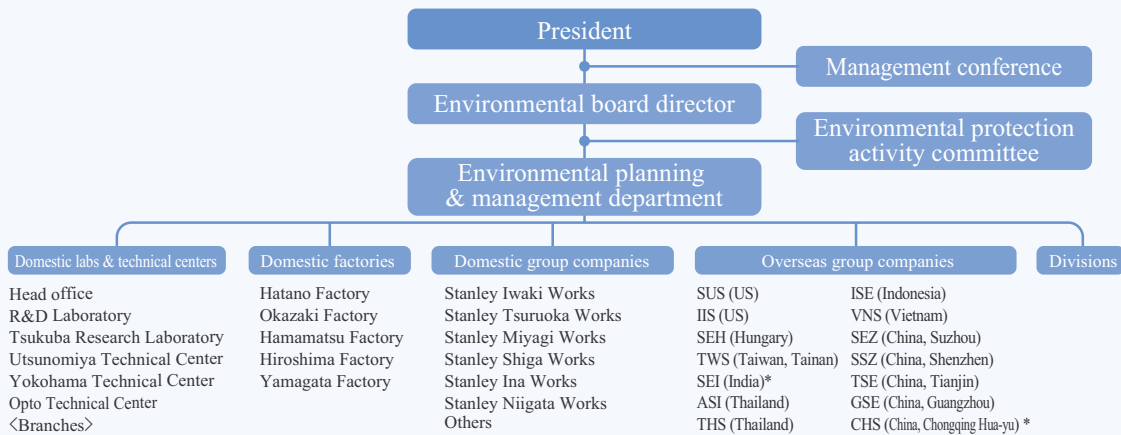 President
Management conference
Environmental board director
Environmental protection
activity committee
Environmental planning
& management department
Domestic labs & technical centers
Head office
R&D Laboratory
Tsukuba Research Laboratory
Utsunomiya Technical Center
Yokohama Technical Center
Opto Technical Center
<Branches>
Domestic factories
Hatano Factory
Okazaki Factory
Hamamatsu Factory
Hiroshima Factory
Yamagata Factory
Domestic group companies
Stanley Iwaki Works
Stanley Tsuruoka Works
Stanley Miyagi Works
Stanley Shiga Works
Stanley Ina Works
Stanley Niigata Works
Others
Overseas group companies
SUS (US)
IIS (US)
SEH (Hungary)
TWS (Taiwan, Tainan)
SEI (India)*
ASI (Thailand)
THS (Thailand)
ISE (Indonesia)
VNS (Vietnam)
SEZ (China, Suzhou)
SSZ (China, Shenzhen)
TSE (China, Tianjin)
GSE (China, Guangzhou)
CHS (China, Chongqing Hua-yu) *
Divisions